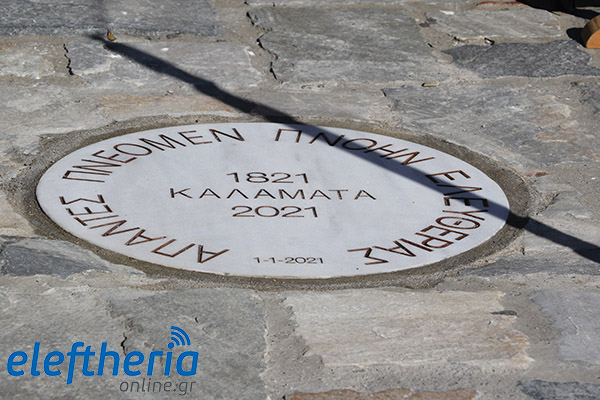 ΑΠΑΝΤΕΣ ΠΝΕΟΜΕΝ ΠΝΟΗΝ ΕΛΕΥΘΕΡΙΑΣ
1821
ΚΑΛΑΜΑΤΑ
2021
1-1-2021
eleftheria
online.gr